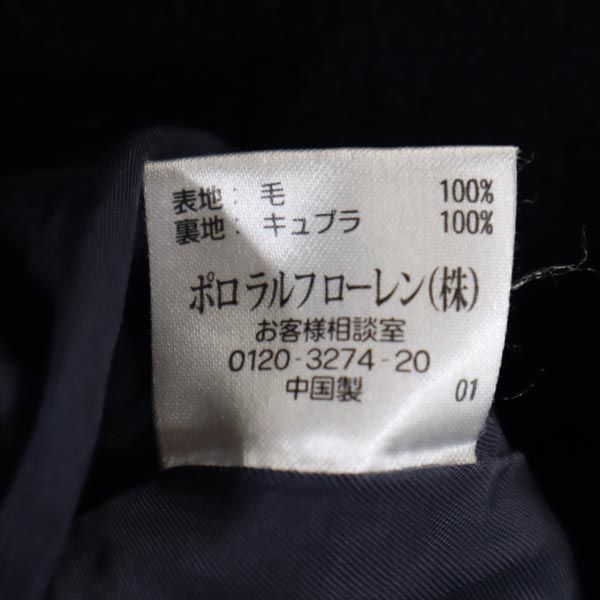 表地： 毛 100%
裏地： キュプラ 100%
ポロ ラルフローレン(株)
お客様相談室
0120-3274-20
中国製 01